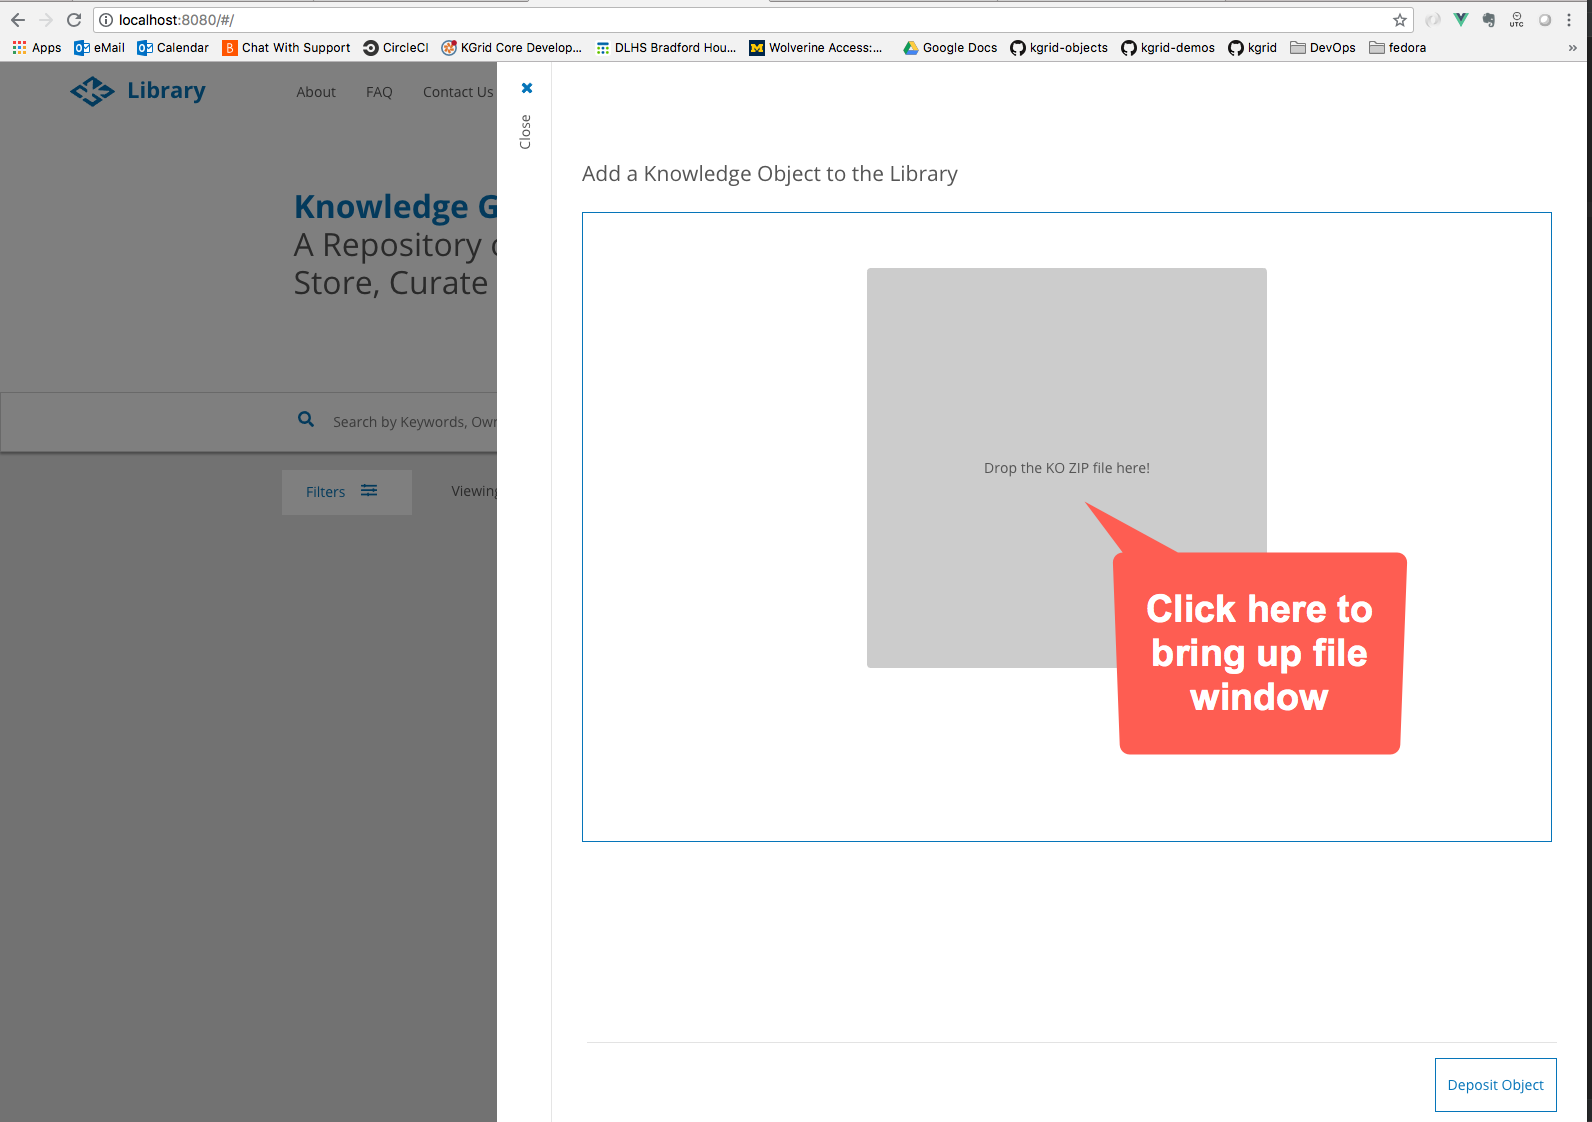 localhost:8080/#/
Apps eMail Calendar Chat With Support CircleCI KGrid Core Develop... DLHS Bradford Hou... Wolverine Access:... Google Docs kgrid-objects kgrid-demos kgrid DevOps fedora »
UTC
Library About FAQ Contact Us
Close
Knowledge G
A Repository
Store, Curate
Search by Keywords, Own
Filters
Viewing
Add a Knowledge Object to the Library
Drop the KO ZIP file here!
Click here to
bring up file
window
Deposit Object